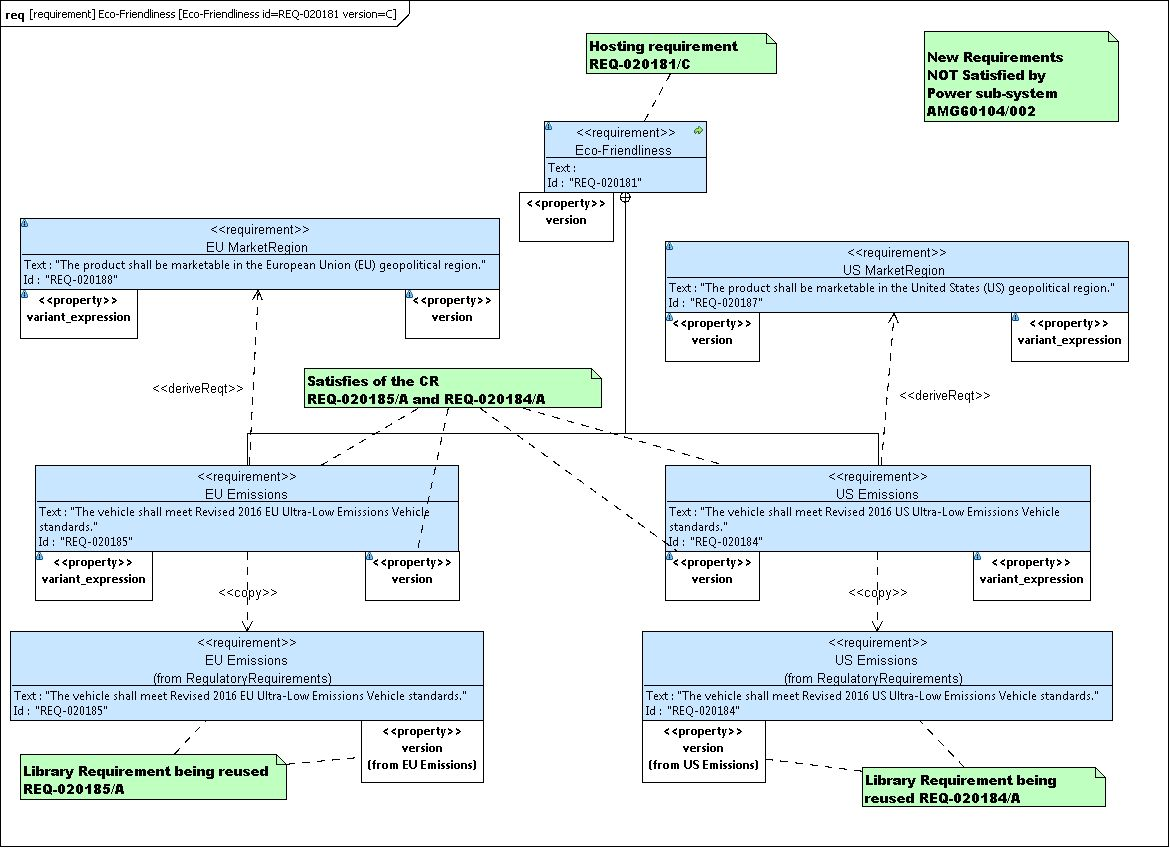 req [requirement] Eco-Friendliness [Eco-Friendliness id=REQ-020181 version=C]
Hosting requirement
REQ-020181/C
New Requirements
NOT Satisfied by
Power sub-system
AMG60104/002
<<requirement>>
Eco-Friendliness
Text :
Id : "REQ-020181"
<<property>>
version
<<requirement>>
EU MarketRegion
Text : "The product shall be marketable in the European Union (EU) geopolitical region."
Id : "REQ-020188"
<<property>>
variant_expression
<<property>>
version
<<requirement>>
US MarketRegion
Text : "The product shall be marketable in the United States (US) geopolitical region."
Id : "REQ-020187"
<<property>>
version
<<property>>
variant_expression
<<deriveReqt>>
Satisfies of the CR
REQ-020185/A and REQ-020184/A
<<deriveReqt>>
<<requirement>>
EU Emissions
Text : "The vehicle shall meet Revised 2016 EU Ultra-Low Emissions Vehicle
standards."
Id : "REQ-020185"
<<property>>
variant_expression
<<property>>
version
<<requirement>>
US Emissions
Text : "The vehicle shall meet Revised 2016 US Ultra-Low Emissions Vehicle
standards."
Id : "REQ-020184"
<<property>>
version
<<property>>
variant_expression
<<copy>>
<<copy>>
<<requirement>>
EU Emissions
(from RegulatoryRequirements)
Text : "The vehicle shall meet Revised 2016 EU Ultra-Low Emissions Vehicle standards."
Id : "REQ-020185"
<<property>>
version
(from EU Emissions)
Library Requirement being reused
REQ-020185/A
<<requirement>>
US Emissions
(from RegulatoryRequirements)
Text : "The vehicle shall meet Revised 2016 US Ultra-Low Emissions Vehicle standards."
Id : "REQ-020184"
<<property>>
version
(from US Emissions)
Library Requirement being
reused REQ-020184/A